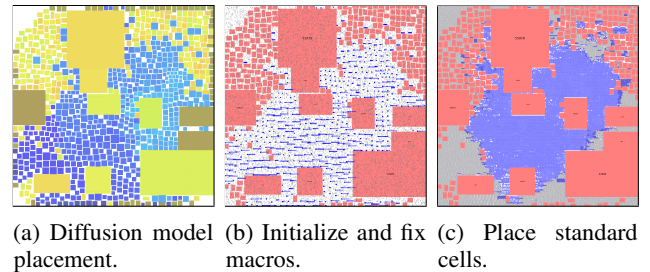 (a) Diffusion model
placement.
(b) Initialize and fix
macros.
(c) Place standard
cells.